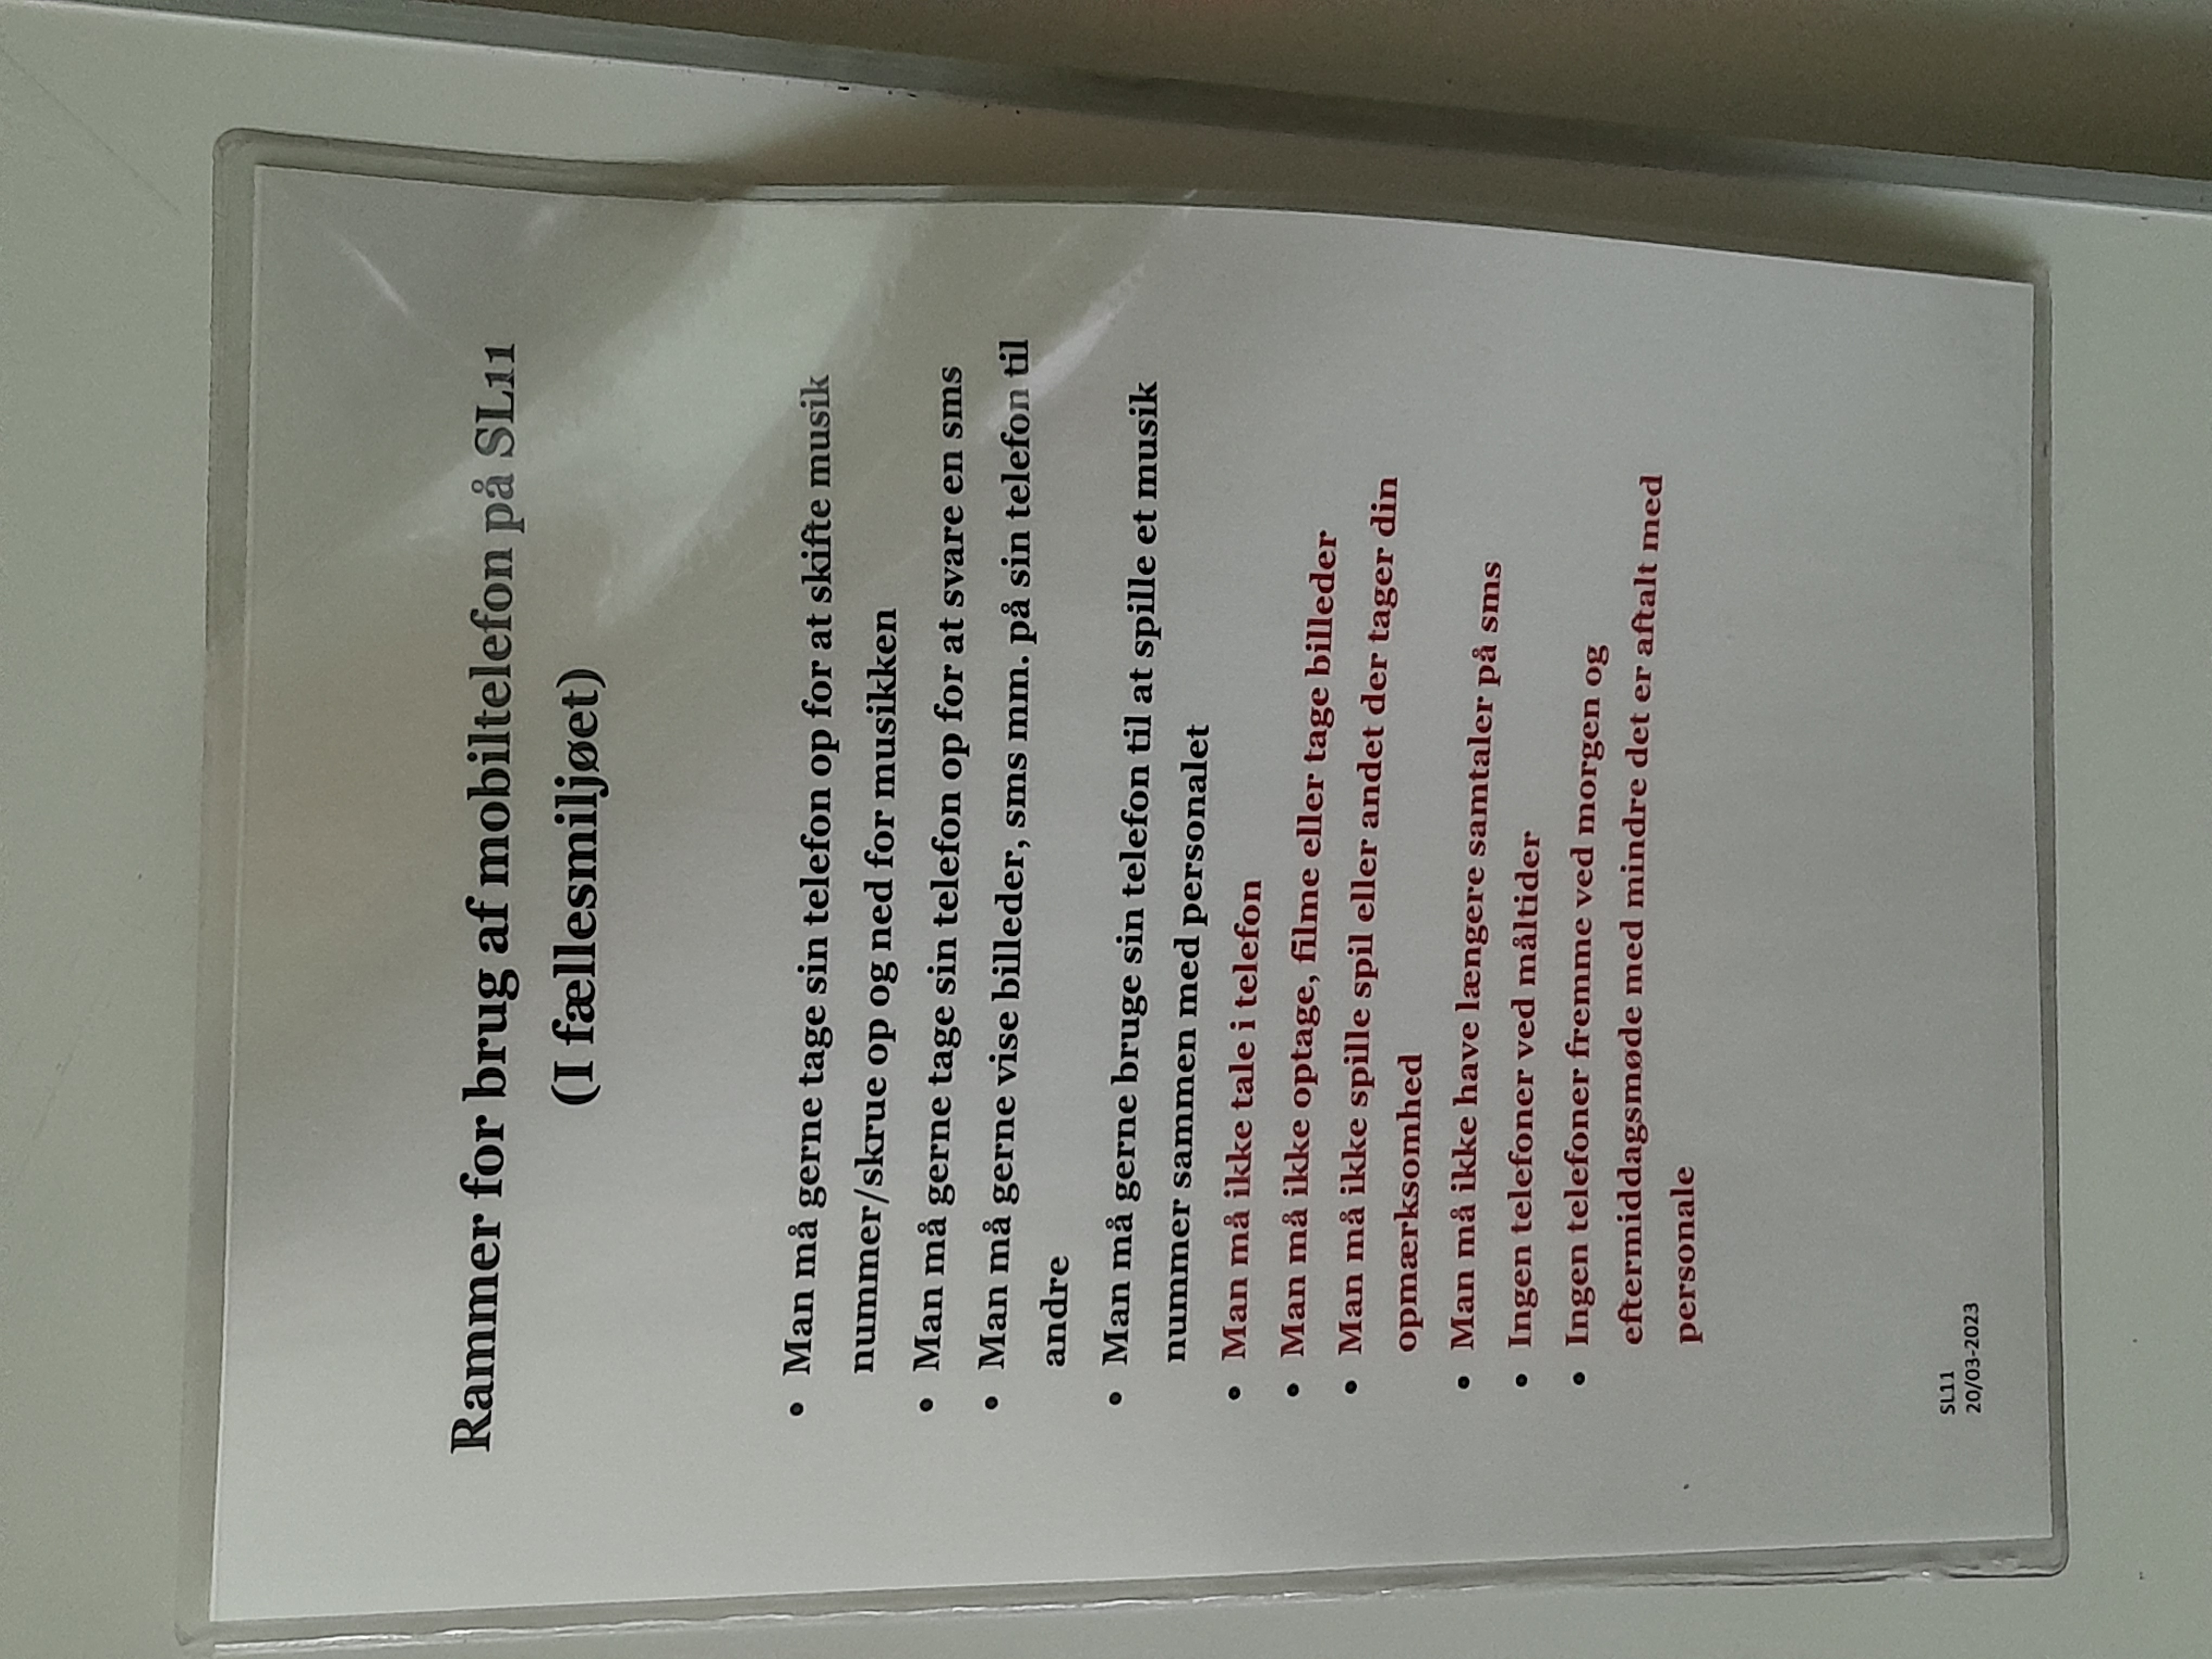 Rammer for brug af mobiltelefon på SL11
(I fællesmiljøet)
• Man må gerne tage sin telefon op for at skifte musik
nummer/skrue op og ned for musikken
• Man må gerne tage sin telefon op for at svare en sms
• Man må gerne vise billeder, sms mm. på sin telefon til
andre
• Man må gerne bruge sin telefon til at spille et musik
nummer sammen med personalet
• Man må ikke tale i telefon
• Man må ikke optage, filme eller tage billeder
• Man må ikke spille spil eller andet der tager din
opmærksomhed
• Man må ikke have længere samtaler på sms
• Ingen telefoner ved måltider
• Ingen telefoner fremme ved morgen og
eftermiddagsmøde med mindre det er aftalt med
personale
SL11
20/03-2023